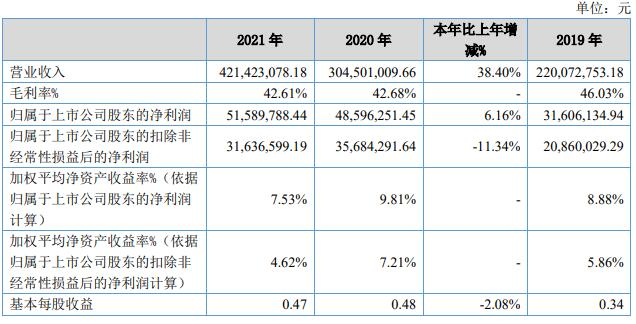 单位：元
2021 年 2020 年 本年比上年增减% 2019 年
营业收入 421,423,078.18 304,501,009.66 38.40% 220,072,753.18
毛利率% 42.61% 42.68% - 46.03%
归属于上市公司股东的净利润 51,589,788.44 48,596,251.45 6.16% 31,606,134.94
归属于上市公司股东的扣除非
经常性损益后的净利润 31,636,599.19 35,684,291.64 -11.34% 20,860,029.29
加权平均净资产收益率%（依据
归属于上市公司股东的净利润
计算） 7.53% 9.81% - 8.88%
加权平均净资产收益率%（依据
归属于上市公司股东的扣除非
经常性损益后的净利润计算） 4.62% 7.21% - 5.86%
基本每股收益 0.47 0.48 -2.08% 0.34